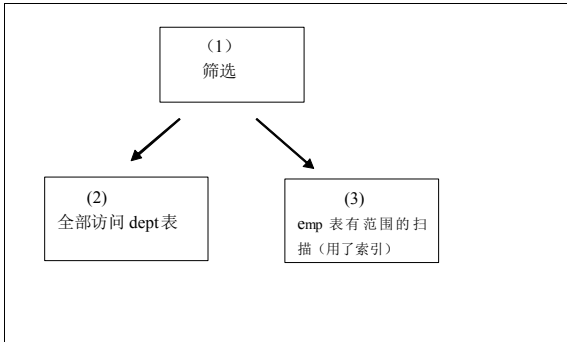 （1）
筛选
(2)
全部访问 dept 表
(3)
emp 表有范围的扫
描（用了索引）